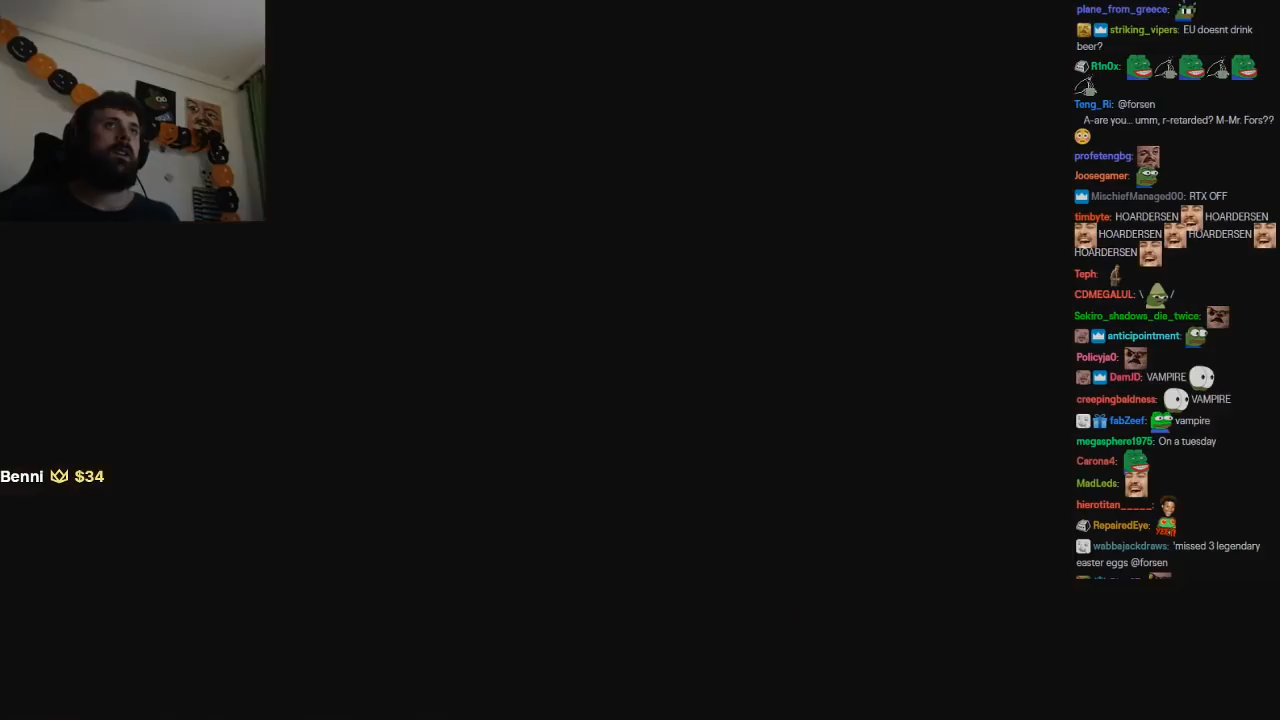 plane_from_greece:
striking_vipers: EU doesnt drink
beer?
R1n0x:
Teng_Ri: @forsen
A-are you... umm, r-retarded? M-Mr. Fors??
profetengbg:
Joosegamer:
MischiefManaged00: RTX OFF
timbyte: HOARDERSEN HOARDERSEN
HOARDERSEN HOARDERSEN
HOARDERSEN
Teph:
CDMEGALUL: \ /
Sekiro_shadows_die_twice:
anticipointment:
Policyja0:
DamJD: VAMPIRE
creepingbaldness: VAMPIRE
fabZeef: vampire
megasphere1975: On a tuesday
Carona4:
Benni $34
MadLeds:
hierotitan_____:
RepairedEye:
wabbajackdraws: 'missed 3 legendary
easter eggs @forsen